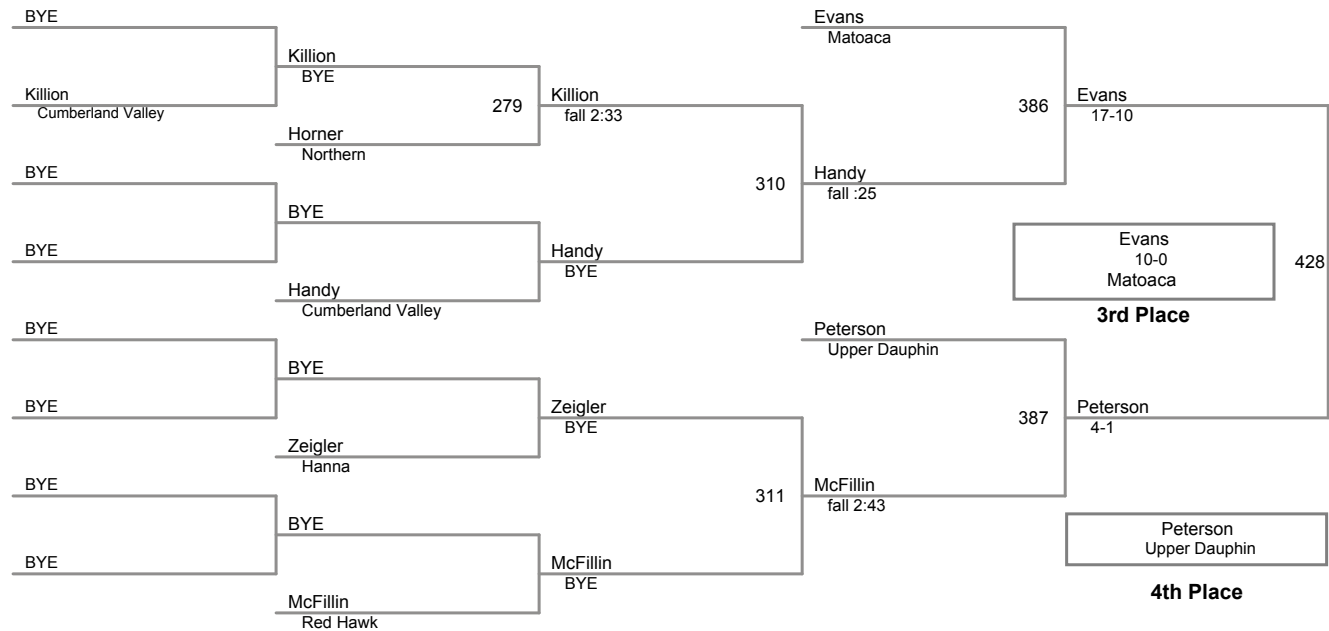 BYE
Killion
Cumberland Valley
BYE
BYE
BYE
BYE
BYE
BYE
Killion
BYE
279
Horner
Northern
BYE
Handy
Cumberland Valley
BYE
Zeigler
Hanna
BYE
McFillin
Red Hawk
Killion
fall 2:33
310
Handy
BYE
Zeigler
BYE
311
McFillin
BYE
Evans
Matoaca
386
Handy
fall :25
Peterson
Upper Dauphin
387
McFillin
fall 2:43
Evans
17-10
Evans
10-0
Matoaca
428
3rd Place
Peterson
4-1
Peterson
Upper Dauphin
4th Place